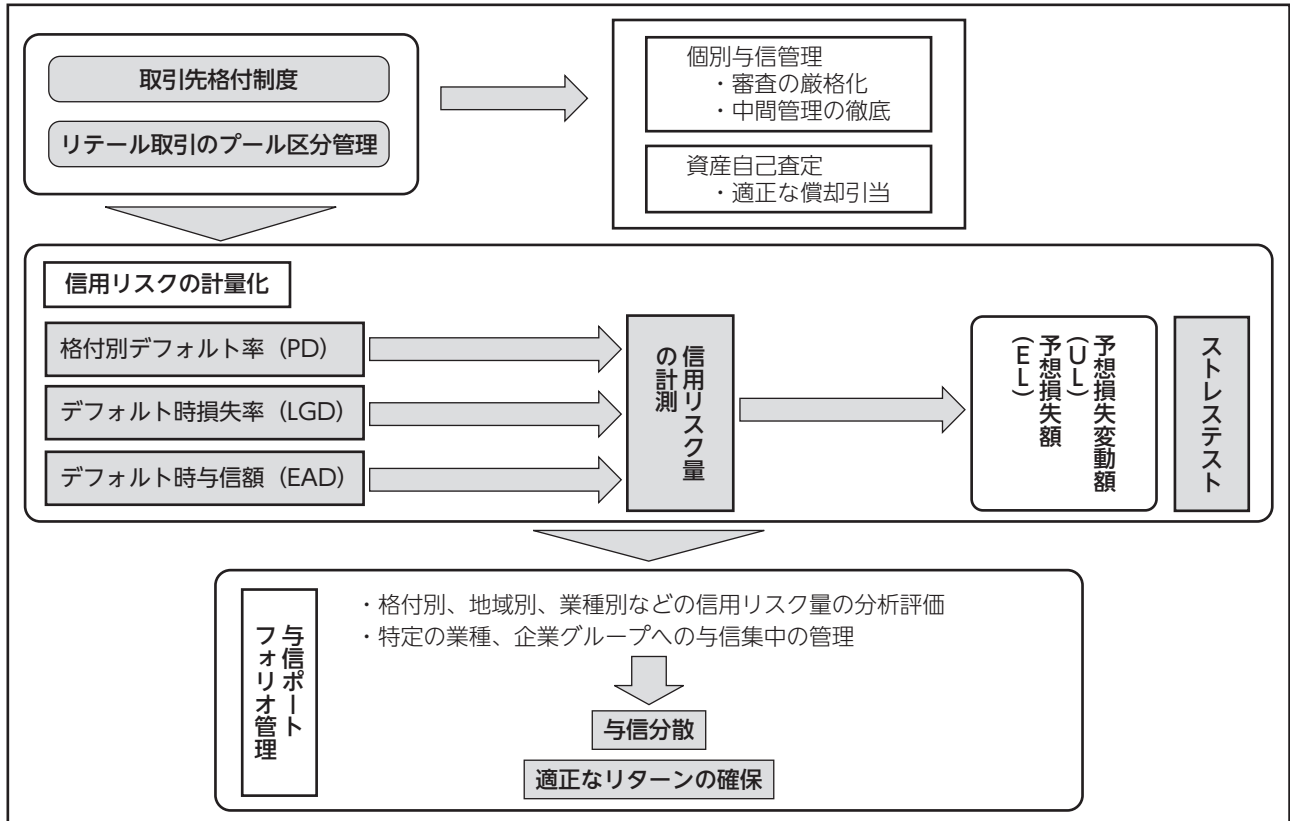 取引先格付制度
リテール取引のプール区分管理
個別与信管理
・審査の厳格化
・中間管理の徹底
資産自己査定
・適正な償却引当
信用リスクの計量化
格付別デフォルト率（PD）
デフォルト時損失率（LGD）
デフォルト時与信額（EAD）
信用リスク量
の計測
予想損失変動額
（UL）
予想損失額
（EL）
ストレステスト
与信ポート
フォリオ管理
・格付別、地域別、業種別などの信用リスク量の分析評価
・特定の業種、企業グループへの与信集中の管理
与信分散
適正なリターンの確保